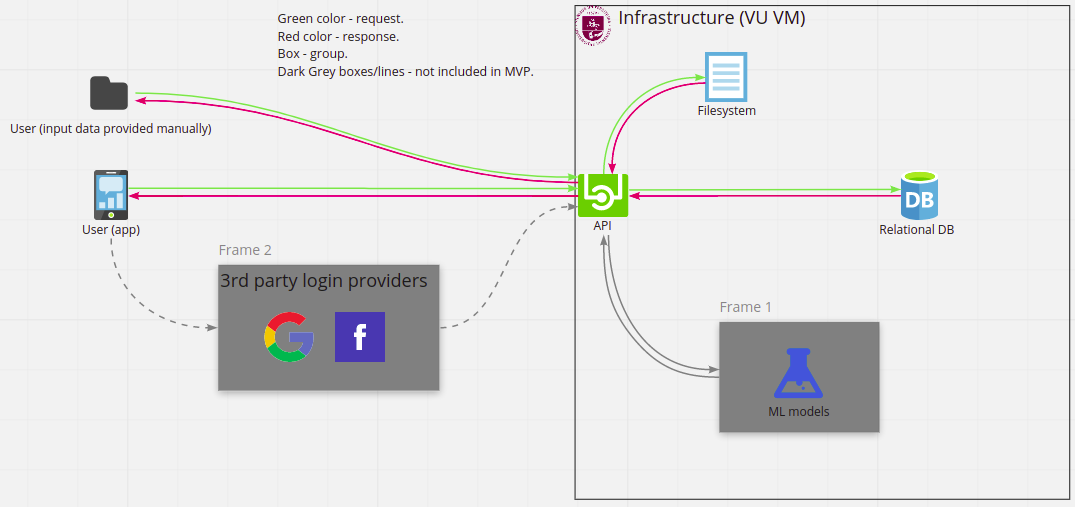 Green color - request.
Red color - response.
Box - group.
Dark Grey boxes/lines - not included in MVP.
Infrastructure (VU VM)
Filesystem
User (input data provided manually)
User (app)
API
DB
Relational DB
Frame 2
3rd party login providers
Frame 1
ML models